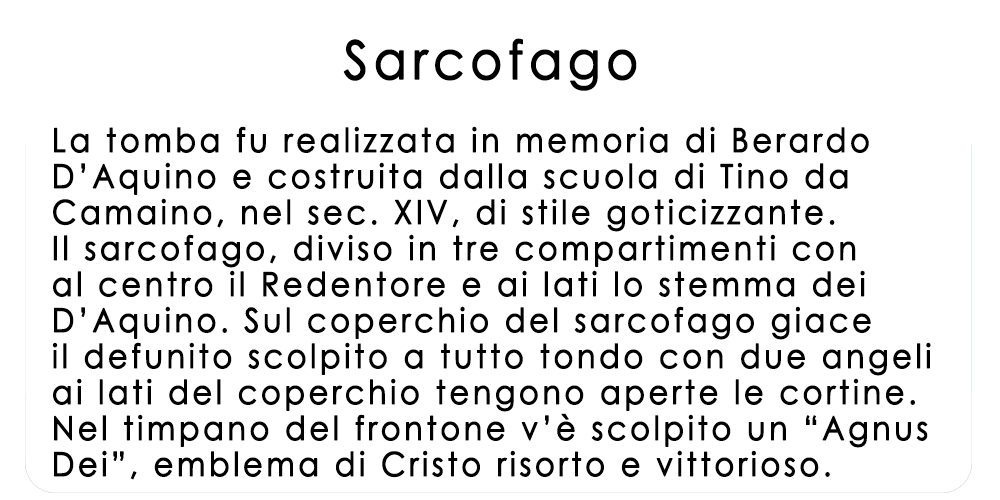 Sarcofago
La tomba fu realizzata in memoria di Berardo
D’Aquino e costruita dalla scuola di Tino da
Camaino, nel sec. XIV, di stile goticizzante.
Il sarcofago, diviso in tre compartimenti con
al centro il Redentore e ai lati lo stemma dei
D’Aquino. Sul coperchio del sarcofago giace
il defunito scolpito a tutto tondo con due angeli
ai lati del coperchio tengono aperte le cortine.
Nel timpano del frontone v’è scolpito un “Agnus
Dei”, emblema di Cristo risorto e vittorioso.